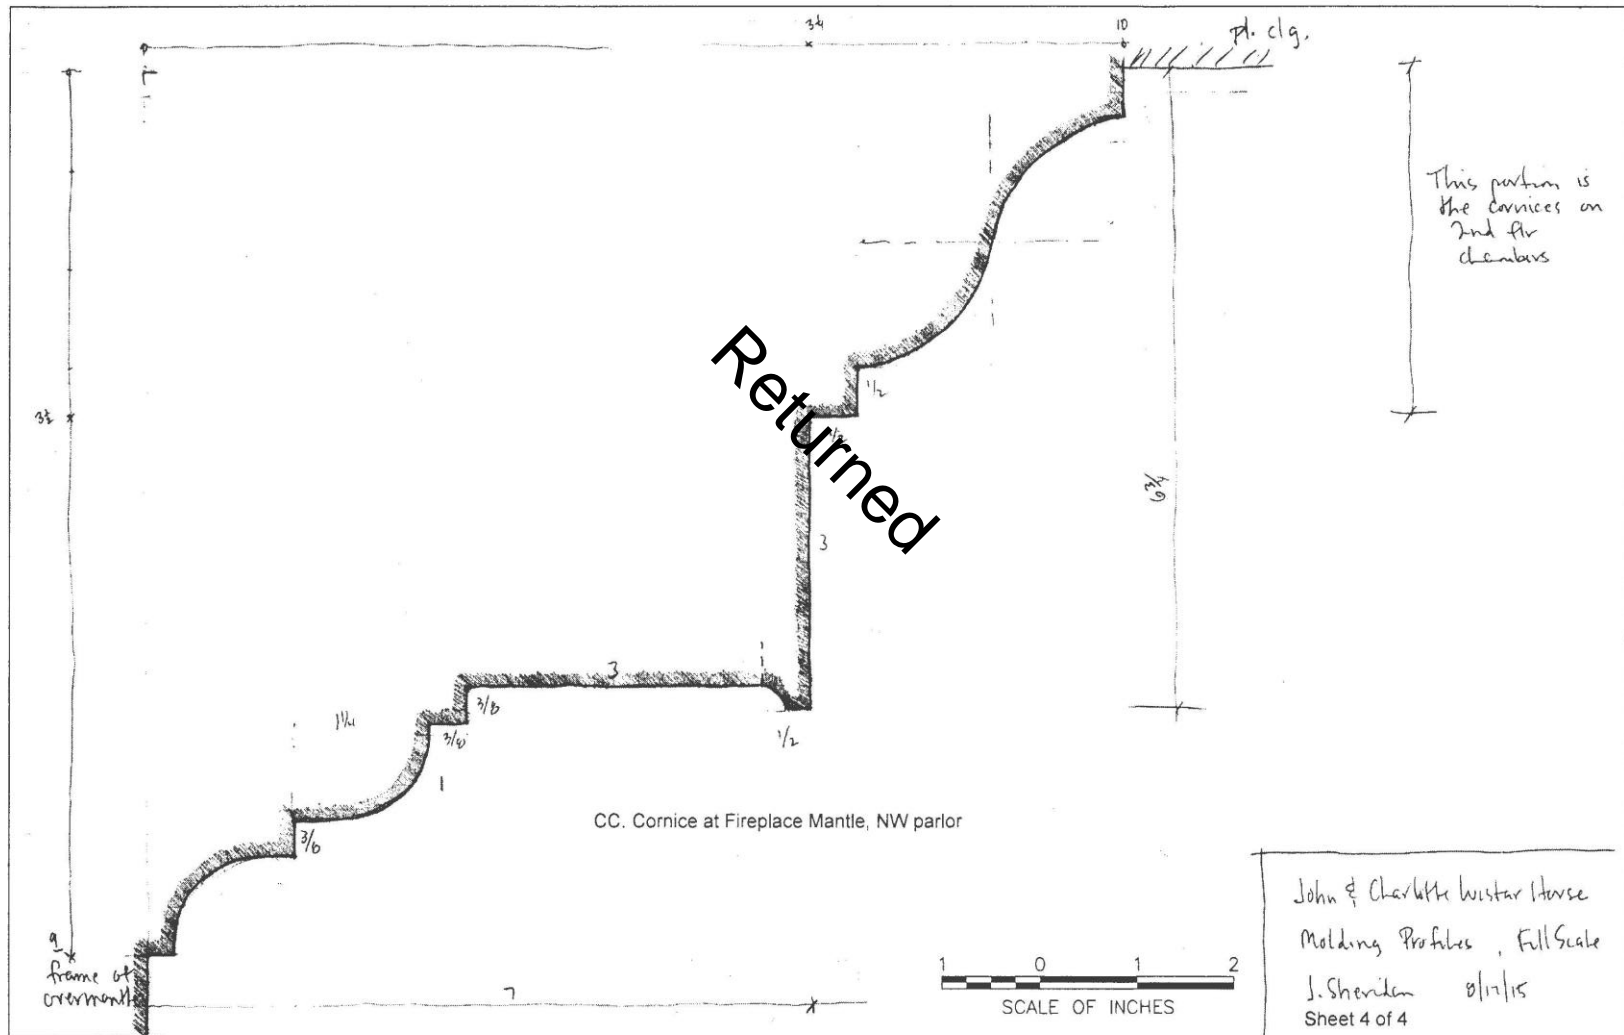 3¼
10
pl. clg.
This portion is
the cornices on
2nd flr
chambers
1/2
1/2
3½
Returned
6¾
3
3
3/8
1¼
3/8
1/2
1
CC. Cornice at Fireplace Mantle, NW parlor
3/8
9
frame of
overmantle
7
1 0 1 2
SCALE OF INCHES
John & Charlotte Wistar House
Molding Profiles , Full Scale
J. Sheridan 8/17/15
Sheet 4 of 4